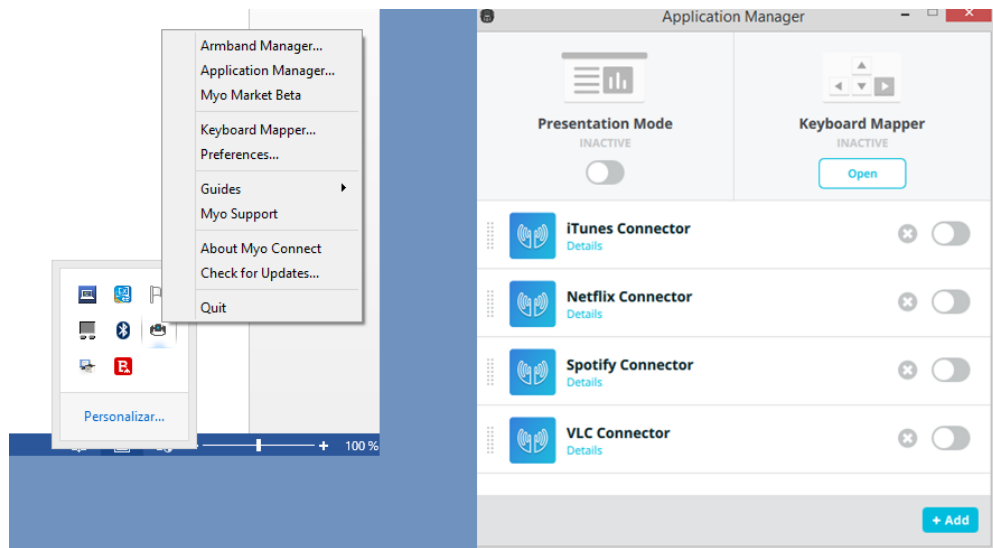 Armband Manager...
Application Manager...
Myo Market Beta
Keyboard Mapper...
Preferences...
Guides
Myo Support
About Myo Connect
Check for Updates...
Quit
Personalizar...
100 %
Application Manager
Presentation Mode
INACTIVE
Keyboard Mapper
INACTIVE
Open
iTunes Connector
Details
Netflix Connector
Details
Spotify Connector
Details
VLC Connector
Details
+ Add